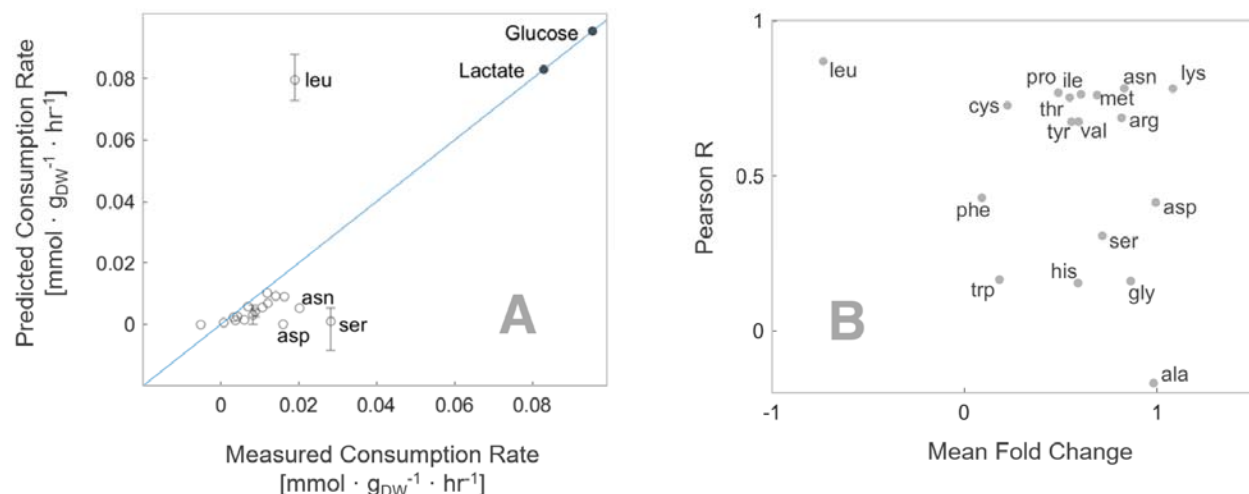 Predicted Consumption Rate
[mmol · gDW-1 · hr-1]
0.08
0.06
0.04
0.02
0
Glucose
Lactate
leu
asn
asp
ser
A
0 0.02 0.04 0.06 0.08
Measured Consumption Rate
[mmol · gDW-1 · hr-1]
Pearson R
1
0.5
0
leu
pro ile asn lys
cys thr met
tyr val arg
phe asp
ser
trp his gly
ala
B
-1 0 1
Mean Fold Change